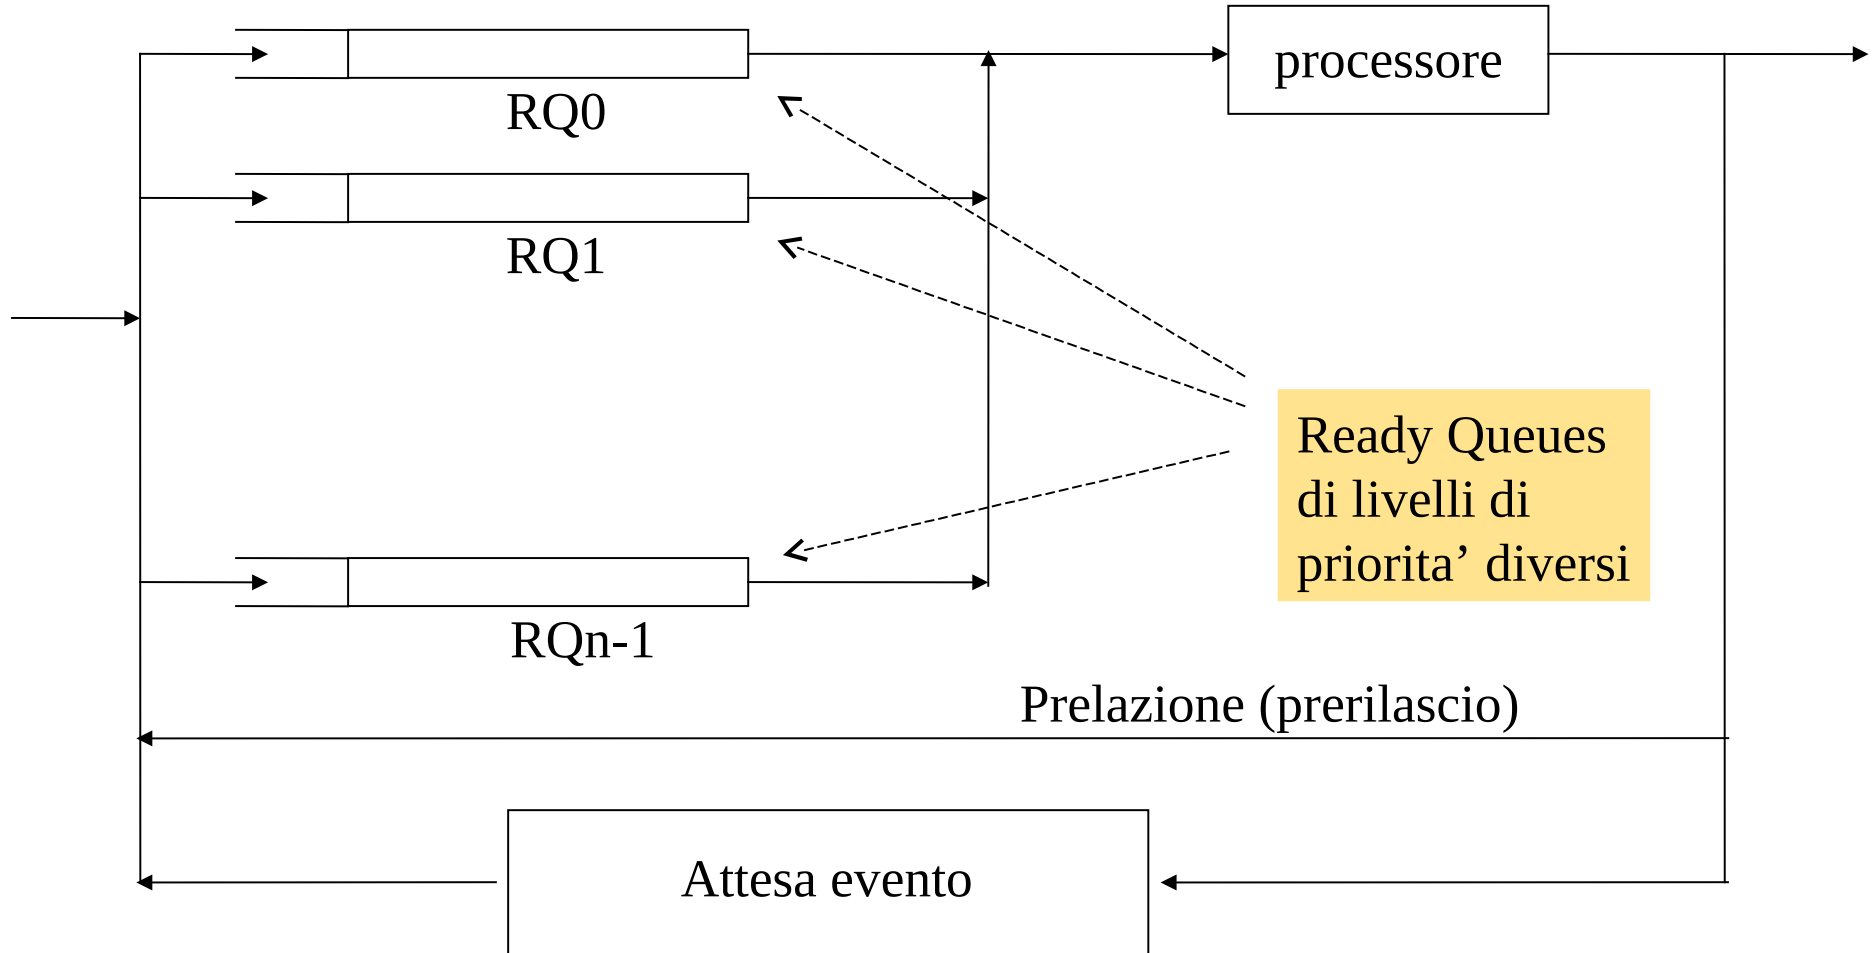 processore
RQ0
RQ1
Ready Queues
di livelli di
priorita’ diversi
RQn-1
Prelazione (prerilascio)
Attesa evento